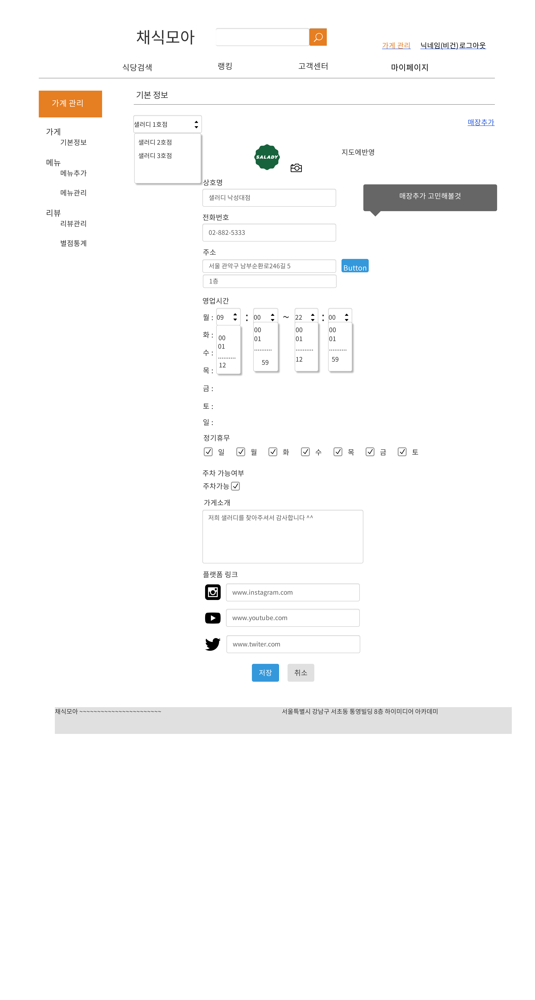 채식모아
가게 관리 닉네임(비건) 로그아웃
식당검색 랭킹 고객센터 마이페이지
가계 관리
가게
기본정보
메뉴
메뉴추가
메뉴관리
리뷰
리뷰관리
별점통계
기본 정보
샐러디 1호점
샐러디 2호점
샐러디 3호점
매장추가
SALADY
지도에반영
매장추가 고민해볼것
상호명
샐러디 낙성대점
전화번호
02-882-5333
주소
서울 관악구 남부순환로246길 5
Button
1층
영업시간
월 : 09 : 00 ~ 22 : 00
00 00 00 00
01 01 01 01
.......... .......... .......... ..........
12 59 12 59
화 :
수 :
목 :
금 :
토 :
일 :
정기휴무
일 월 화 수 목 금 토
주차 가능여부
주차가능
가게소개
저희 샐러디를 찾아주셔서 감사합니다 ^^
플랫폼 링크
www.instagram.com
www.youtube.com
www.twiter.com
저장 취소
채식모아 ~~~~~~~~~~~~~~~~~~~~~~~ 서울특별시 강남구 서초동 통영빌딩 8층 하이미디어 아카데미